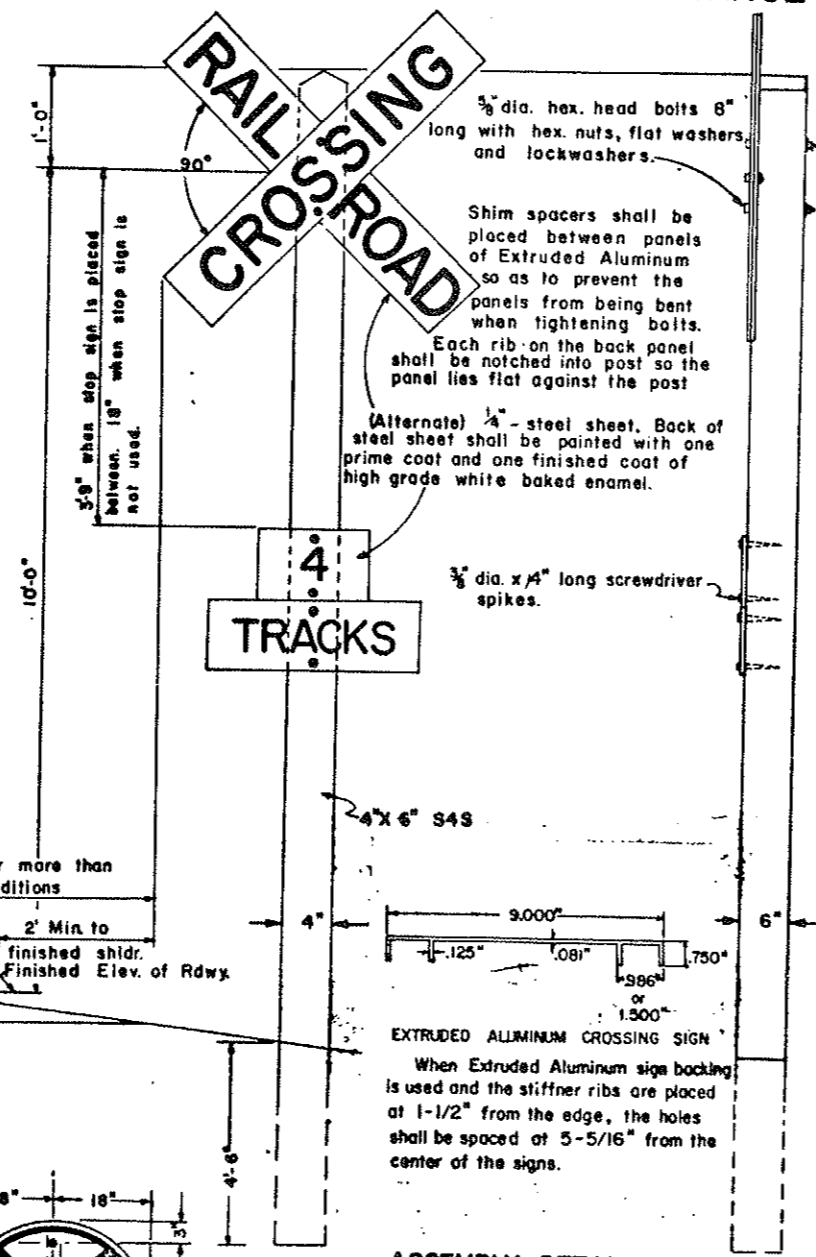 RAIL
ROAD
CROSSING
1'-0"
90°
5/8" dia. hex. head bolts 8"
long with hex. nuts, flat washers
and lockwashers.
Shim spacers shall be
placed between panels
of Extruded Aluminum
so as to prevent the
panels from being bent
when tightening bolts.
Each rib on the back panel
shall be notched into post so the
panel lies flat against the post
3'-9" when stop sign is placed
between. 18" when stop sign is
not used.
(Alternate) 1/4" - steel sheet. Back of
steel sheet shall be painted with one
prime coat and one finished coat of
high grade white baked enamel.
10'-0"
4
TRACKS
3/8" dia. x 4" long screwdriver
spikes.
4"X 6" S4S
more than
2' Min. to
finished shldr.
Finished Elev. of Rdwy.
4"
9.000"
.125"
.081"
.750"
.986"
or
1.500"
6"
EXTRUDED ALUMINUM CROSSING SIGN
When Extruded Aluminum sign backing
is used and the stiffner ribs are placed
at 1-1/2" from the edge, the holes
shall be spaced at 5-5/16" from the
center of the signs.
4'-6"
8"
18"
3"